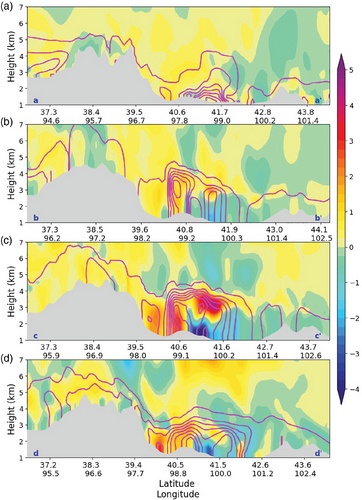 (a)
7
6
5
4
3
2
1
Height (km)
a
a'
37.3 38.4 39.5 40.6 41.7 42.8 43.8
94.6 95.7 96.7 97.8 98.9 100.2 101.4
(b)
7
6
5
4
3
2
1
Height (km)
b
b'
37.3 38.5 39.6 40.8 41.9 43.0 44.1
96.2 97.1 98.2 99.2 100.3 101.4 102.5
(c)
7
6
5
4
3
2
1
Height (km)
c
c'
37.3 38.4 39.4 40.5 41.6 42.6 43.7
95.9 96.9 98.0 99.1 100.2 101.4 102.6
(d)
7
6
5
4
3
2
1
Height (km)
d
d'
37.2 38.4 39.4 40.5 41.5 42.6 43.6
95.5 96.6 97.7 98.8 100.0 101.2 102.4
Latitude
Longitude
5
4
3
2
1
0
−1
−2
−3
−4